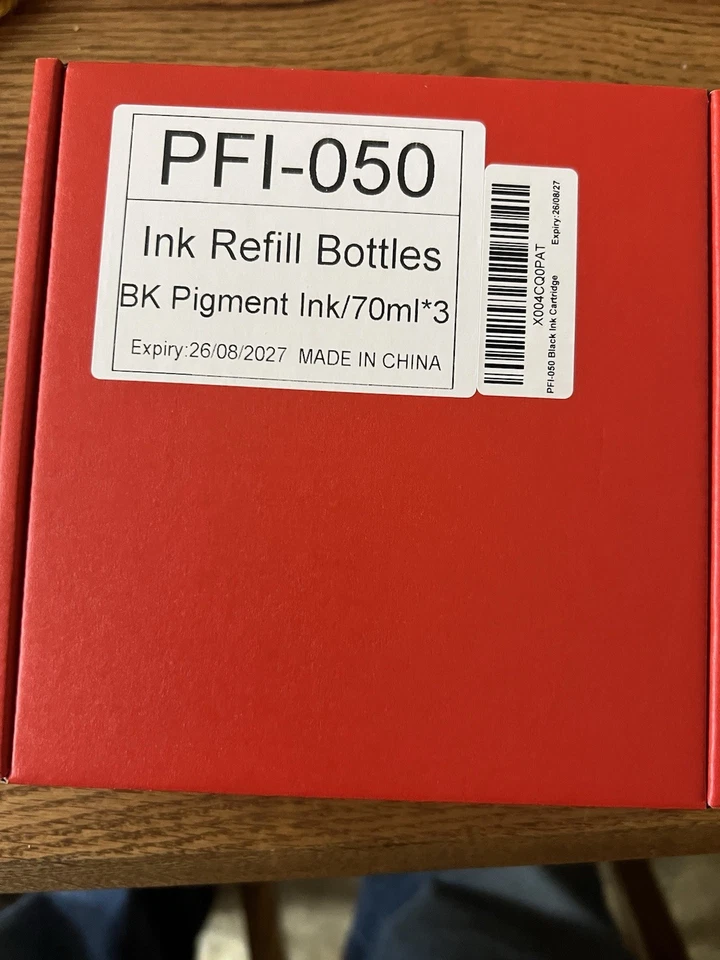 PFI-050
Ink Refill Bottles
BK Pigment Ink/70ml*3
Expiry:26/08/2027 MADE IN CHINA
X004CQ0PAT
PFI-050 Black Ink Cartridge Expiry:26/08/27